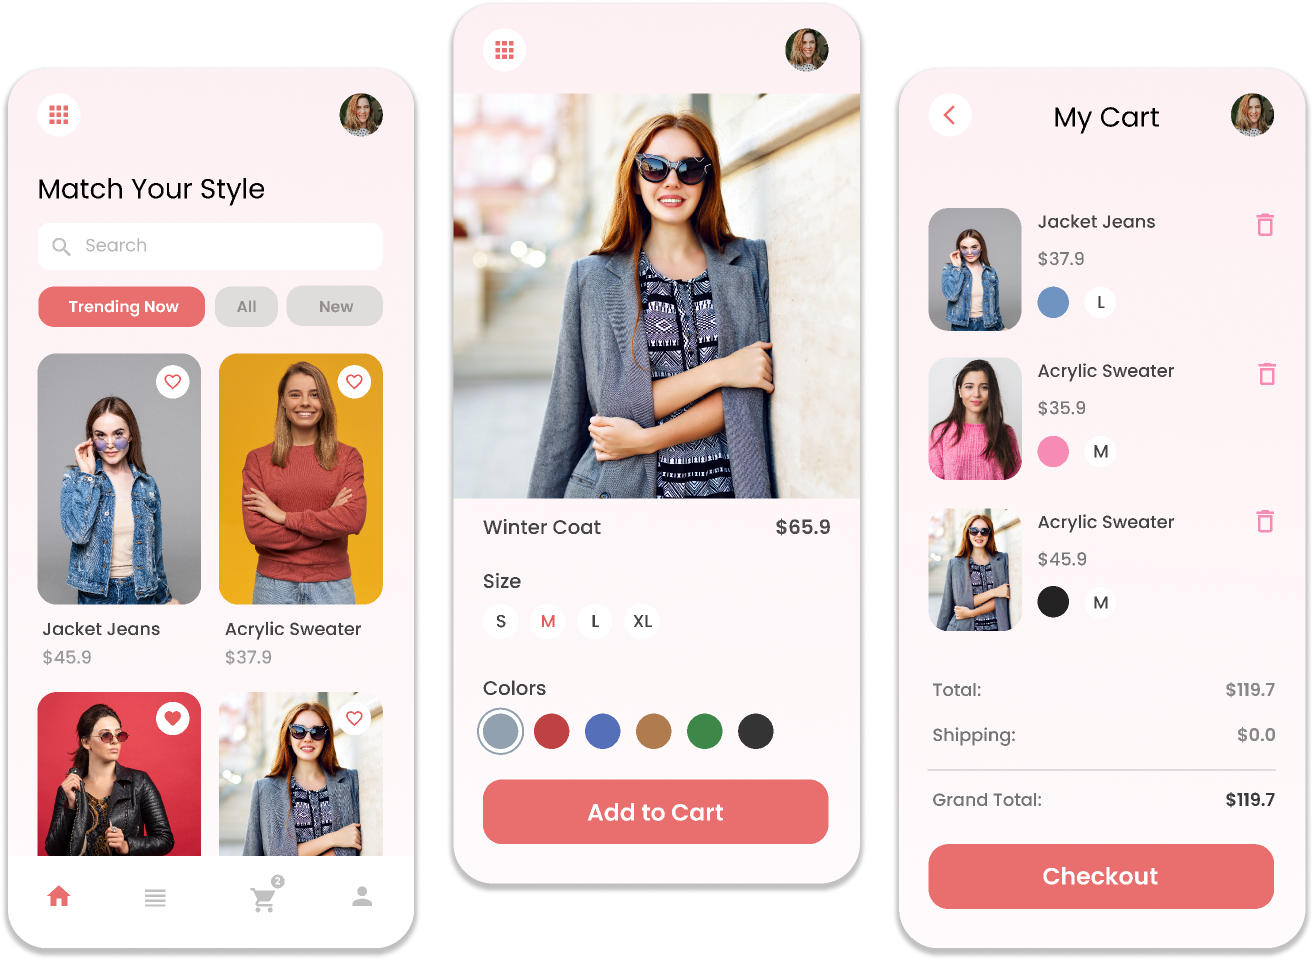 Match Your Style
Search
Trending Now
All
New
Jacket Jeans
$45.9
Acrylic Sweater
$37.9
2
Winter Coat
$65.9
Size
S
M
L
XL
Colors
Add to Cart
My Cart
Jacket Jeans
$37.9
L
Acrylic Sweater
$35.9
M
Acrylic Sweater
$45.9
M
Total:
$119.7
Shipping:
$0.0
Grand Total:
$119.7
Checkout